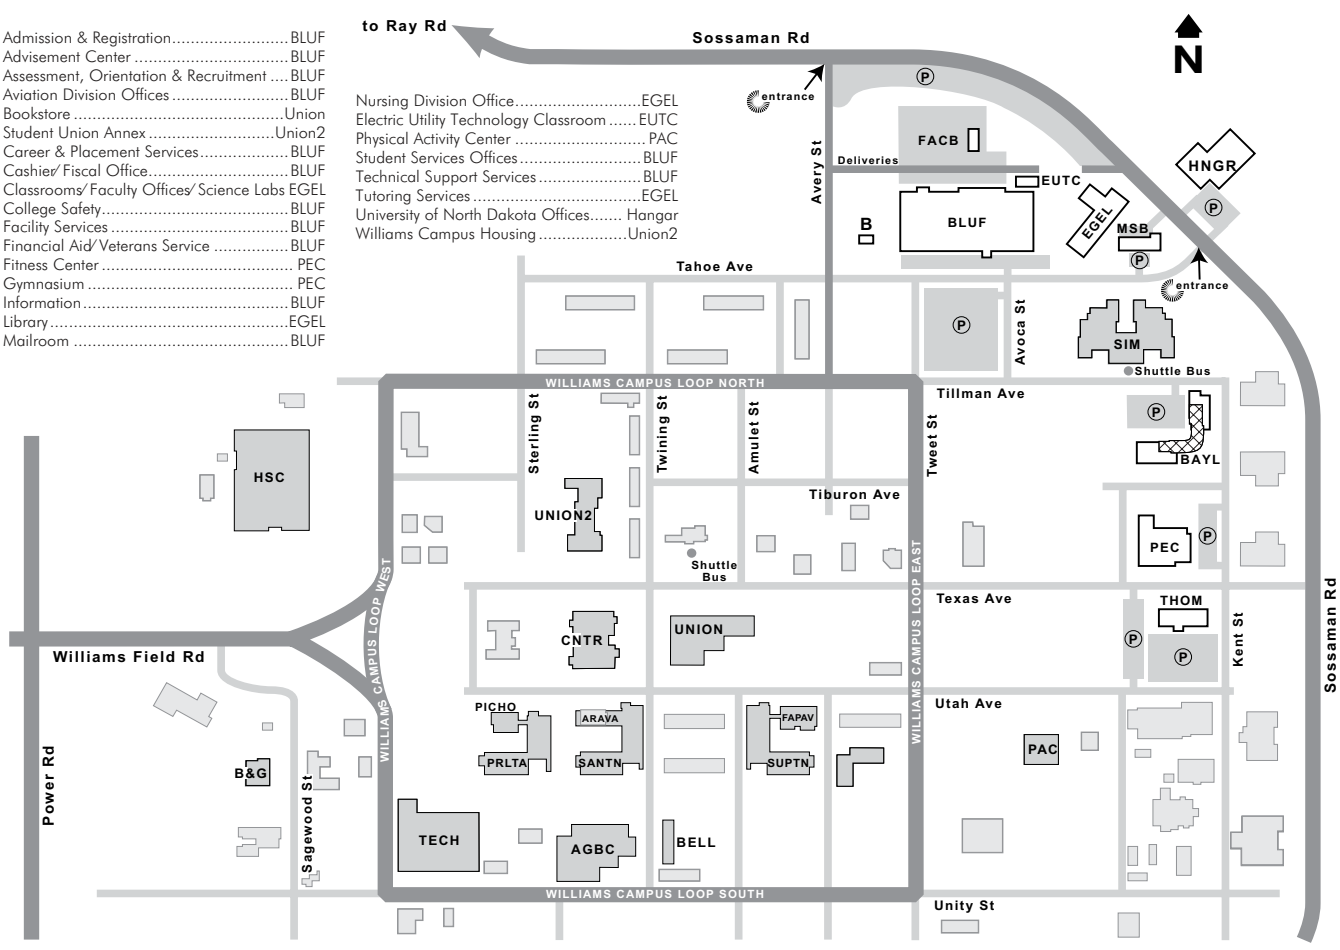 Admission & Registration..........................BLUF
Advisement Center ...................................BLUF
Assessment, Orientation & Recruitment ....BLUF
Aviation Division Offices ..........................BLUF
Bookstore ................................................Union
Student Union Annex ............................Union2
Career & Placement Services....................BLUF
Cashier/Fiscal Office................................BLUF
Classrooms/Faculty Offices/Science Labs EGEL
College Safety..........................................BLUF
Facility Services ........................................BLUF
Financial Aid/Veterans Service .................BLUF
Fitness Center ........................................... PEC
Gymnasium .............................................. PEC
Information...............................................BLUF
Library.....................................................EGEL
Mailroom ................................................BLUF
Nursing Division Office............................EGEL
Electric Utility Technology Classroom ......EUTC
Physical Activity Center .............................. PAC
Student Services Offices............................BLUF
Technical Support Services........................BLUF
Tutoring Services......................................EGEL
University of North Dakota Offices....... Hangar
Williams Campus Housing....................Union2
to Ray Rd
Sossaman Rd
N
P
entrance
Avery St
Deliveries
FACB
HNGR
EUTC
P
B
BLUF
EGEL
MSB
P
Tahoe Ave
entrance
P
Avoca St
SIM
Shuttle Bus
WILLIAMS CAMPUS LOOP NORTH
Tillman Ave
Sterling St
Twining St
Amulet St
Tweet St
P
BAYL
HSC
Tiburon Ave
UNION2
PEC
P
Shuttle
Bus
WILLIAMS CAMPUS LOOP WEST
WILLIAMS CAMPUS LOOP EAST
Texas Ave
THOM
CNTR
UNION
P
P
Kent St
Sossaman Rd
Williams Field Rd
Utah Ave
PICHO
ARAVA
FAPAV
PRLTA
SANTN
SUPTN
PAC
Power Rd
B&G
Sagewood St
TECH
AGBC
BELL
WILLIAMS CAMPUS LOOP SOUTH
Unity St